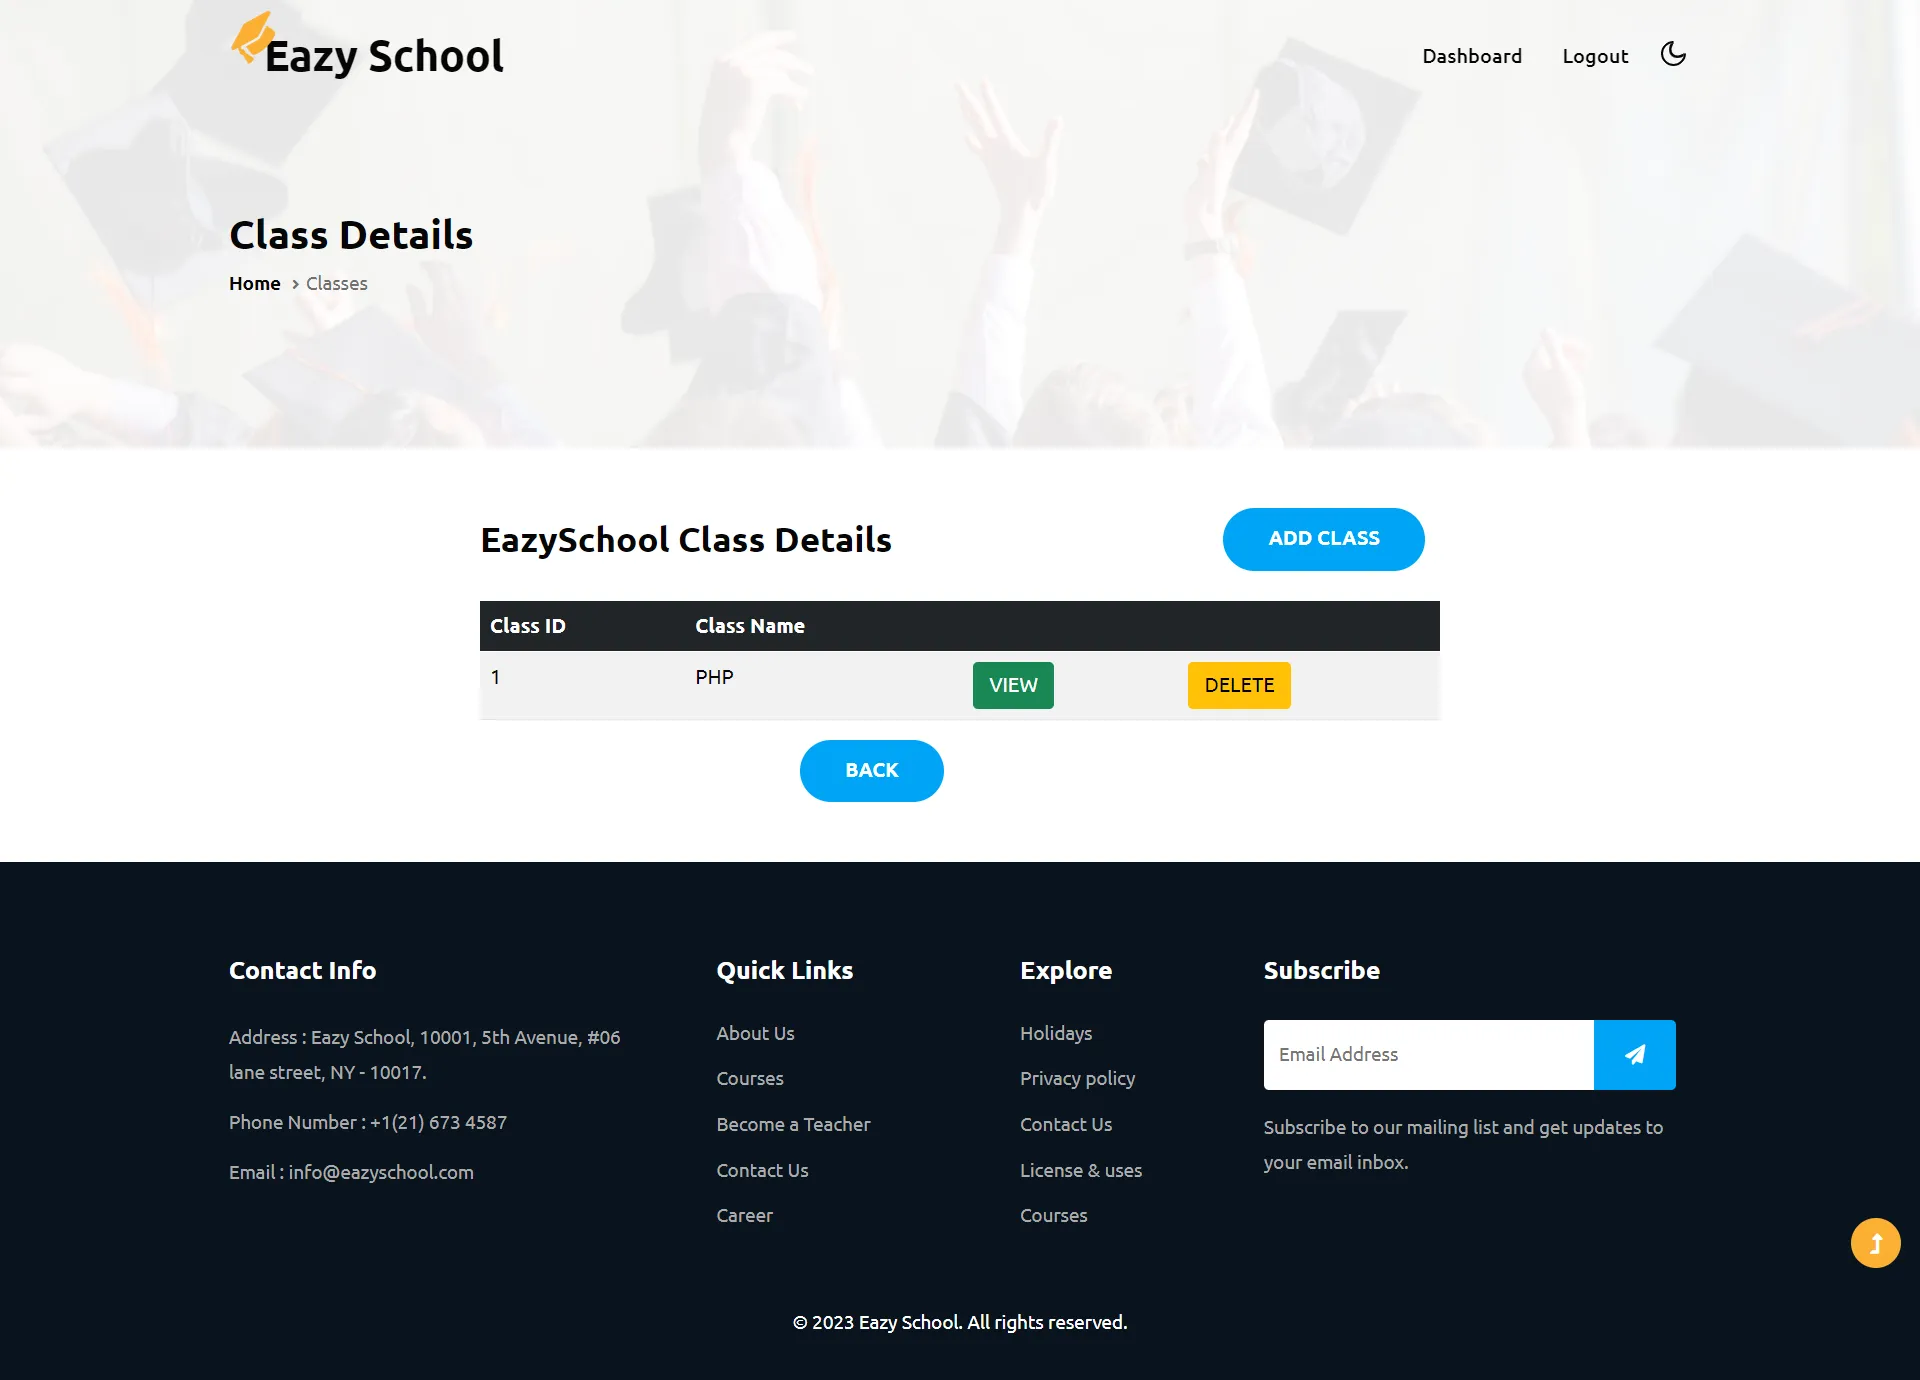 Eazy School
Dashboard
Logout
Class Details
Home
Classes
EazySchool Class Details
ADD CLASS
Class ID
Class Name
1
PHP
VIEW
DELETE
BACK
Contact Info
Address : Eazy School, 10001, 5th Avenue, #06
lane street, NY - 10017.
Phone Number : +1(21) 673 4587
Email : info@eazyschool.com
Quick Links
About Us
Courses
Become a Teacher
Contact Us
Career
Explore
Holidays
Privacy policy
Contact Us
License & uses
Courses
Subscribe
Email Address
Subscribe to our mailing list and get updates to
your email inbox.
© 2023 Eazy School. All rights reserved.